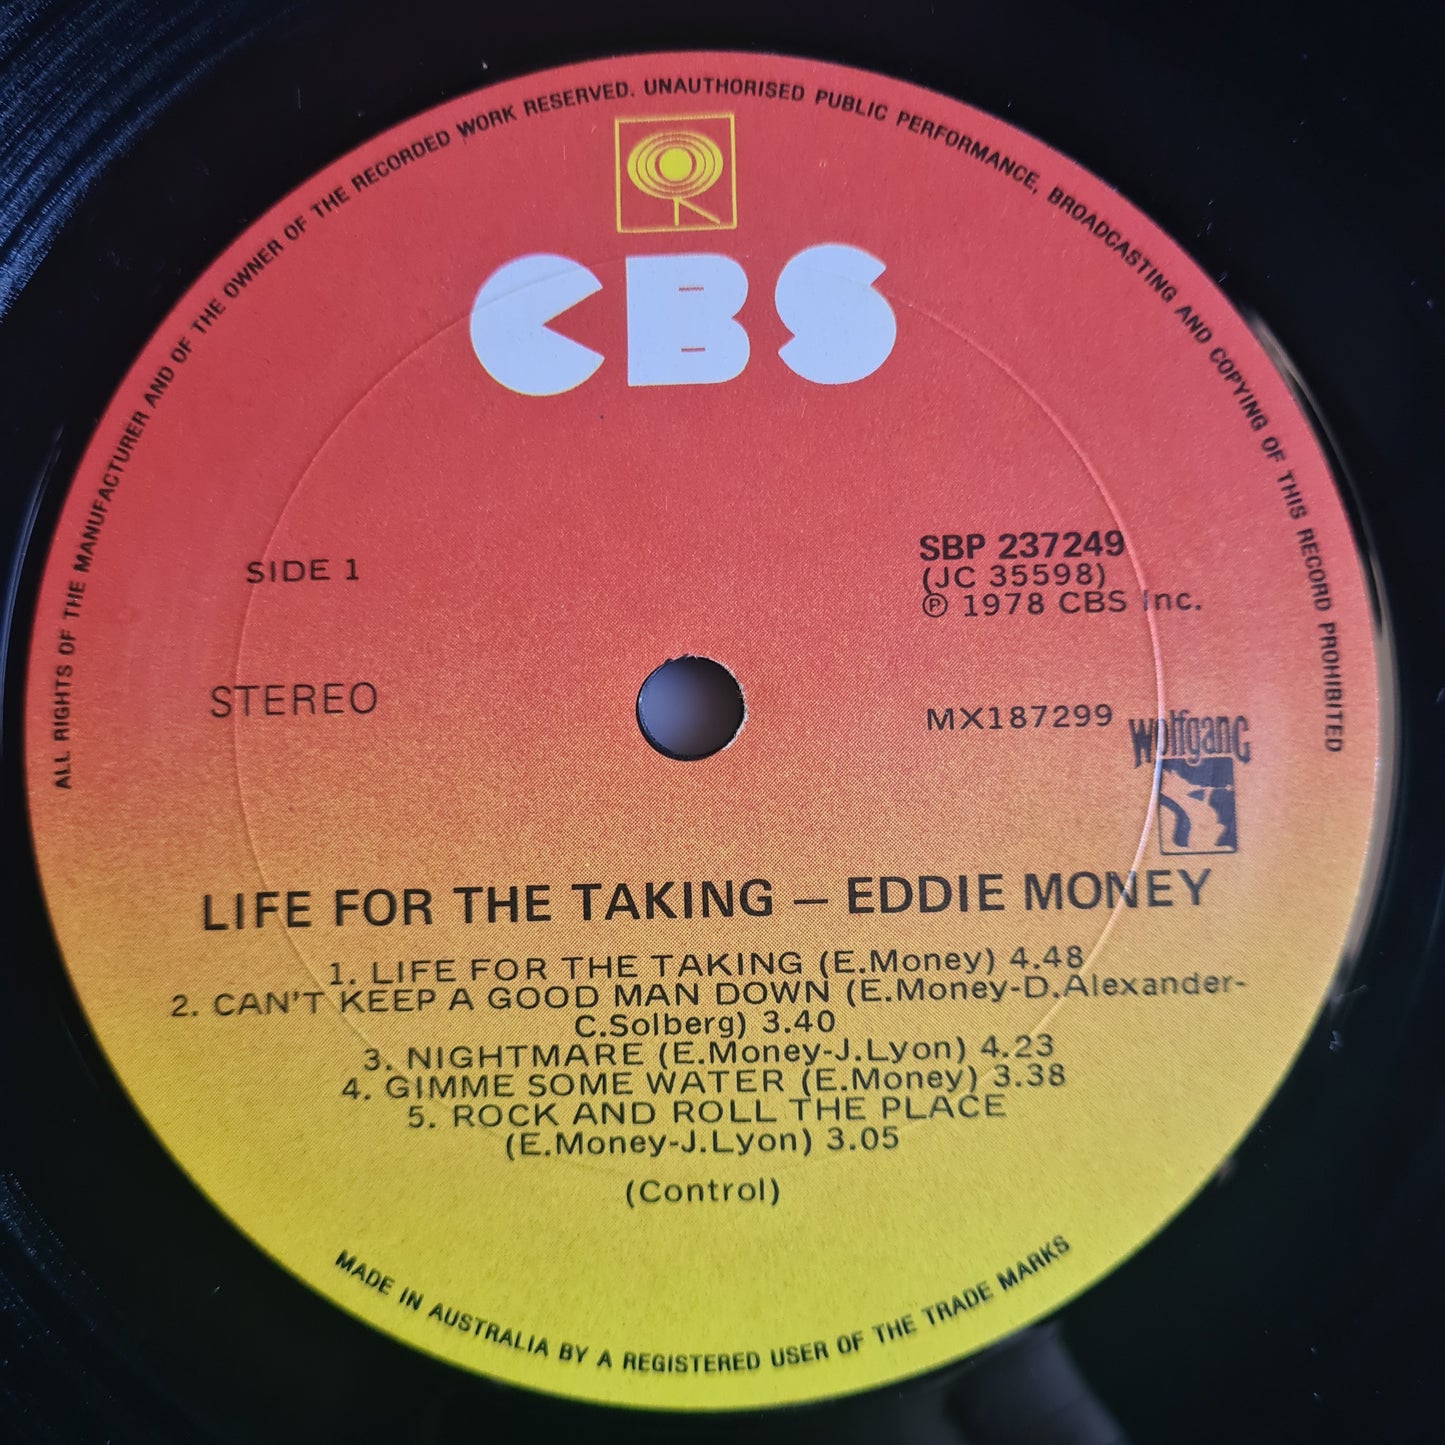 ALL RIGHTS OF THE MANUFACTURER AND OF THE OWNER OF THE RECORDED WORK RESERVED. UNAUTHORISED PUBLIC PERFORMANCE, BROADCASTING AND COPYING OF THIS RECORD PROHIBITED
CBS
SIDE 1
SBP 237249
(JC 35598)
℗ 1978 CBS Inc.
STEREO
MX187299
wolfgang
LIFE FOR THE TAKING — EDDIE MONEY
1. LIFE FOR THE TAKING (E.Money) 4.48
2. CAN'T KEEP A GOOD MAN DOWN (E.Money-D.Alexander-
C.Solberg) 3.40
3. NIGHTMARE (E.Money-J.Lyon) 4.23
4. GIMME SOME WATER (E.Money) 3.38
5. ROCK AND ROLL THE PLACE
(E.Money-J.Lyon) 3.05
(Control)
MADE IN AUSTRALIA BY A REGISTERED USER OF THE TRADE MARKS